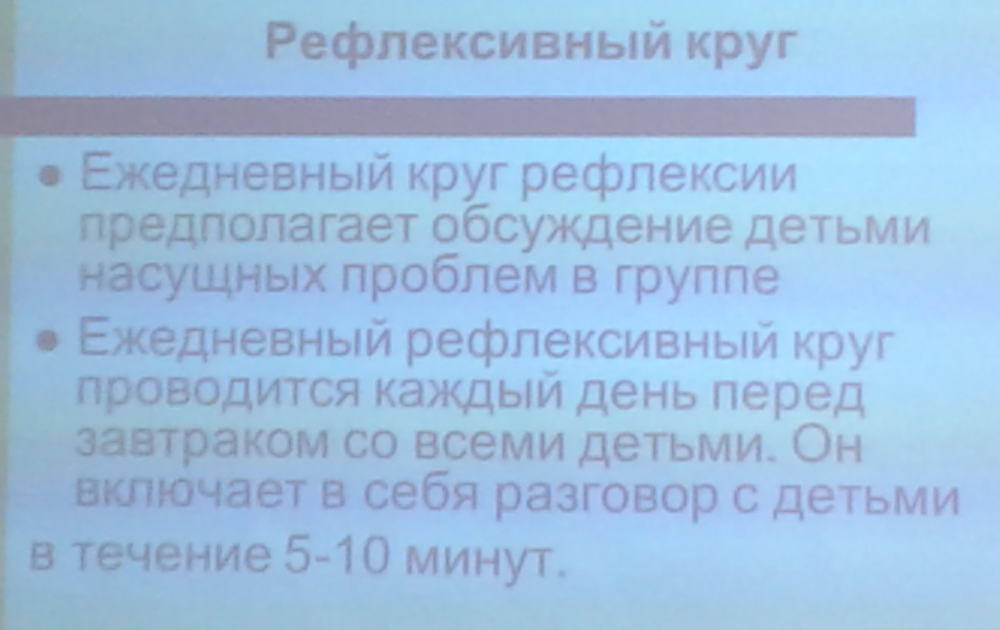 Рефлексивный круг
● Ежедневный круг рефлексии
предполагает обсуждение детьми
насущных проблем в группе
● Ежедневный рефлексивный круг
проводится каждый день перед
завтраком со всеми детьми. Он
включает в себя разговор с детьми
в течение 5-10 минут.